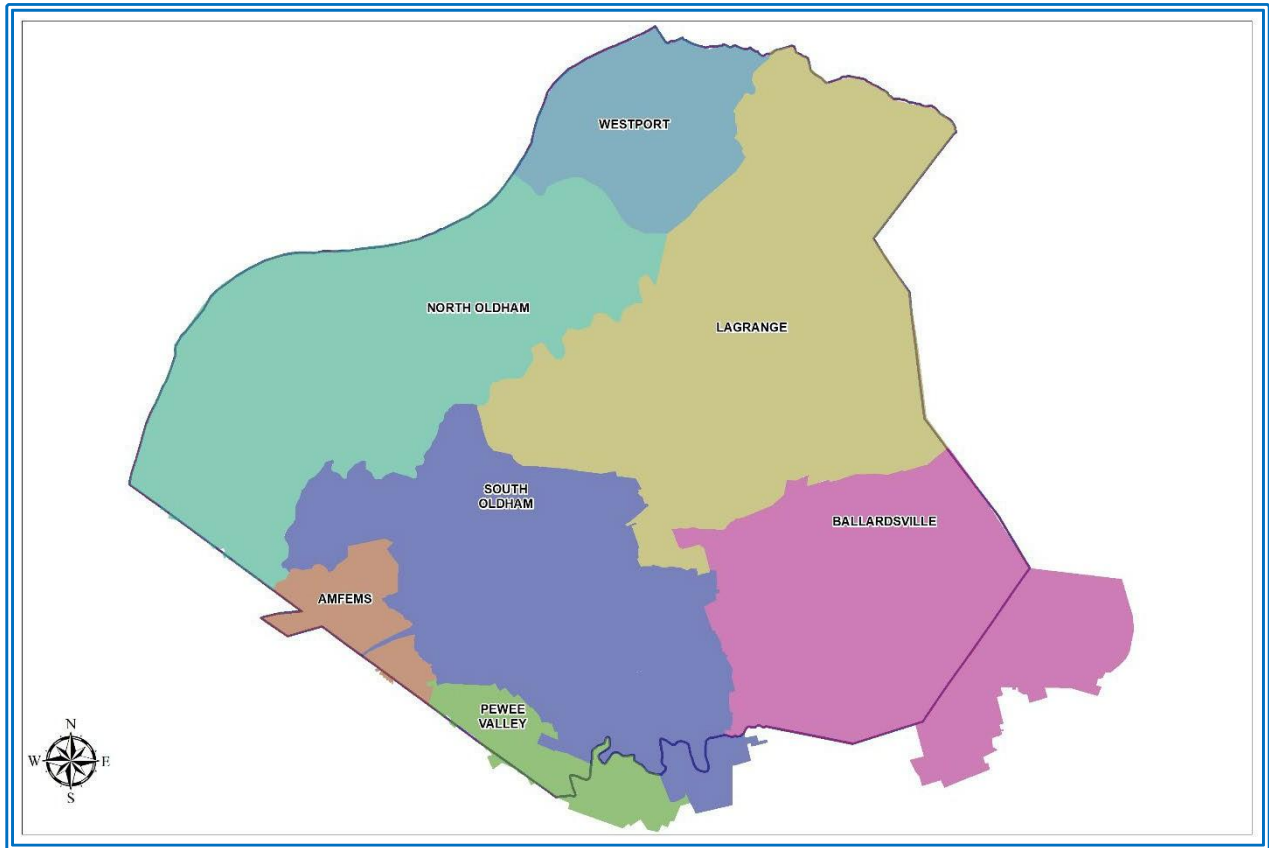 WESTPORT
NORTH OLDHAM
LAGRANGE
SOUTH
OLDHAM
BALLARDSVILLE
AMFEMS
PEWEE
VALLEY
N
W
E
S